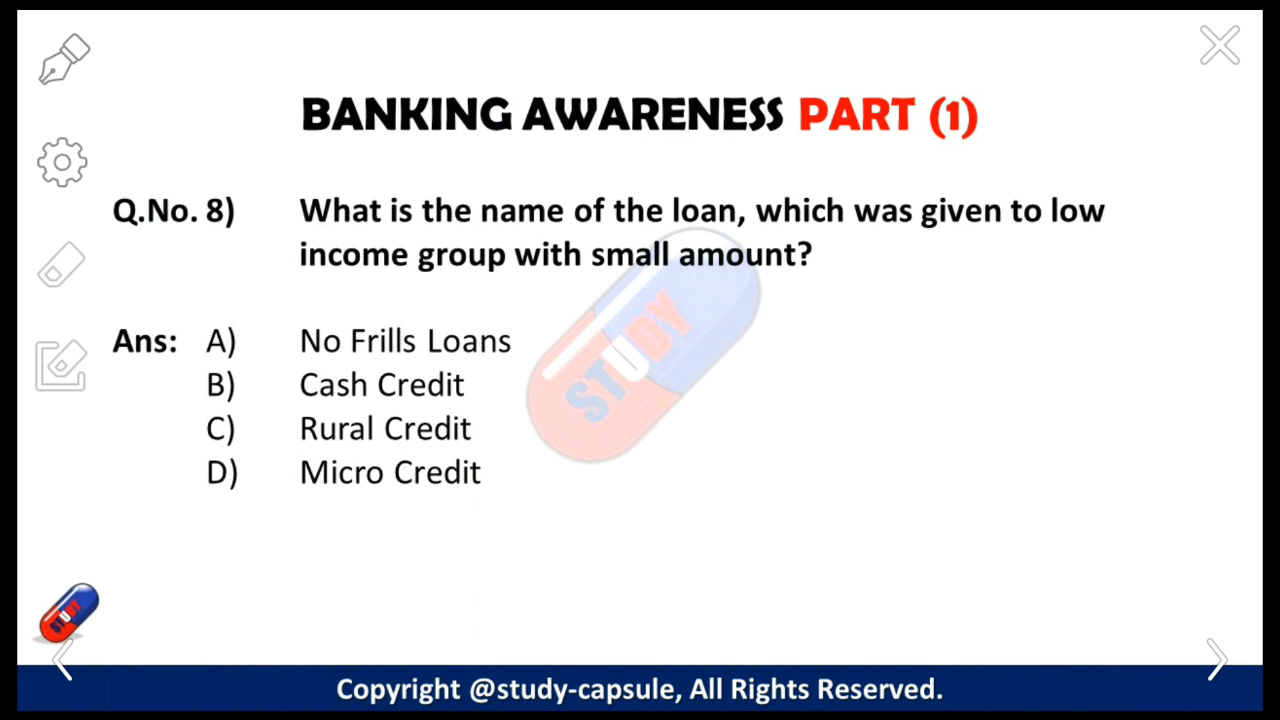 BANKING AWARENESS PART (1)
Q.No. 8) What is the name of the loan, which was given to low
income group with small amount?
Ans: A) No Frills Loans
B) Cash Credit
C) Rural Credit
D) Micro Credit
STUDY
STUDY
Copyright @study-capsule, All Rights Reserved.